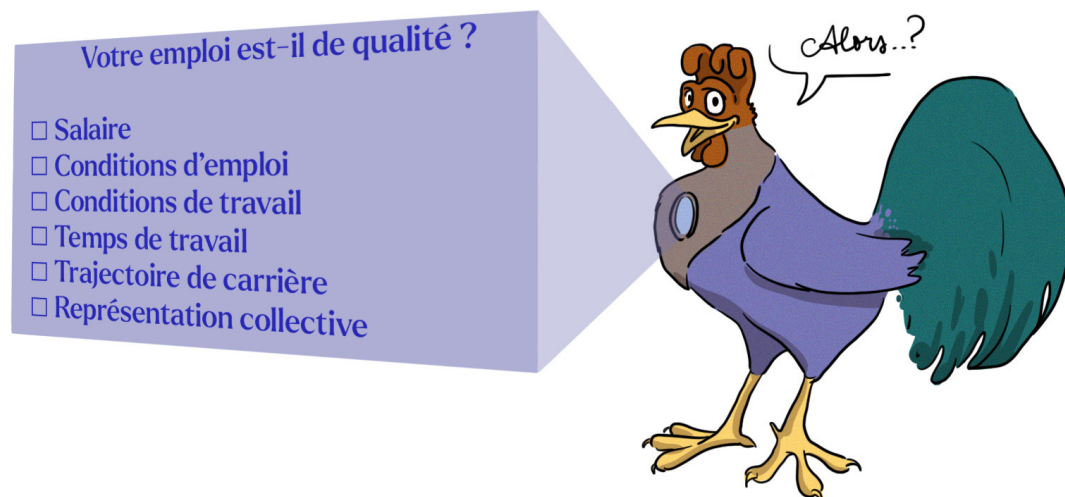 Votre emploi est-il de qualité ?
☐ Salaire
☐ Conditions d'emploi
☐ Conditions de travail
☐ Temps de travail
☐ Trajectoire de carrière
☐ Représentation collective
Alors..?